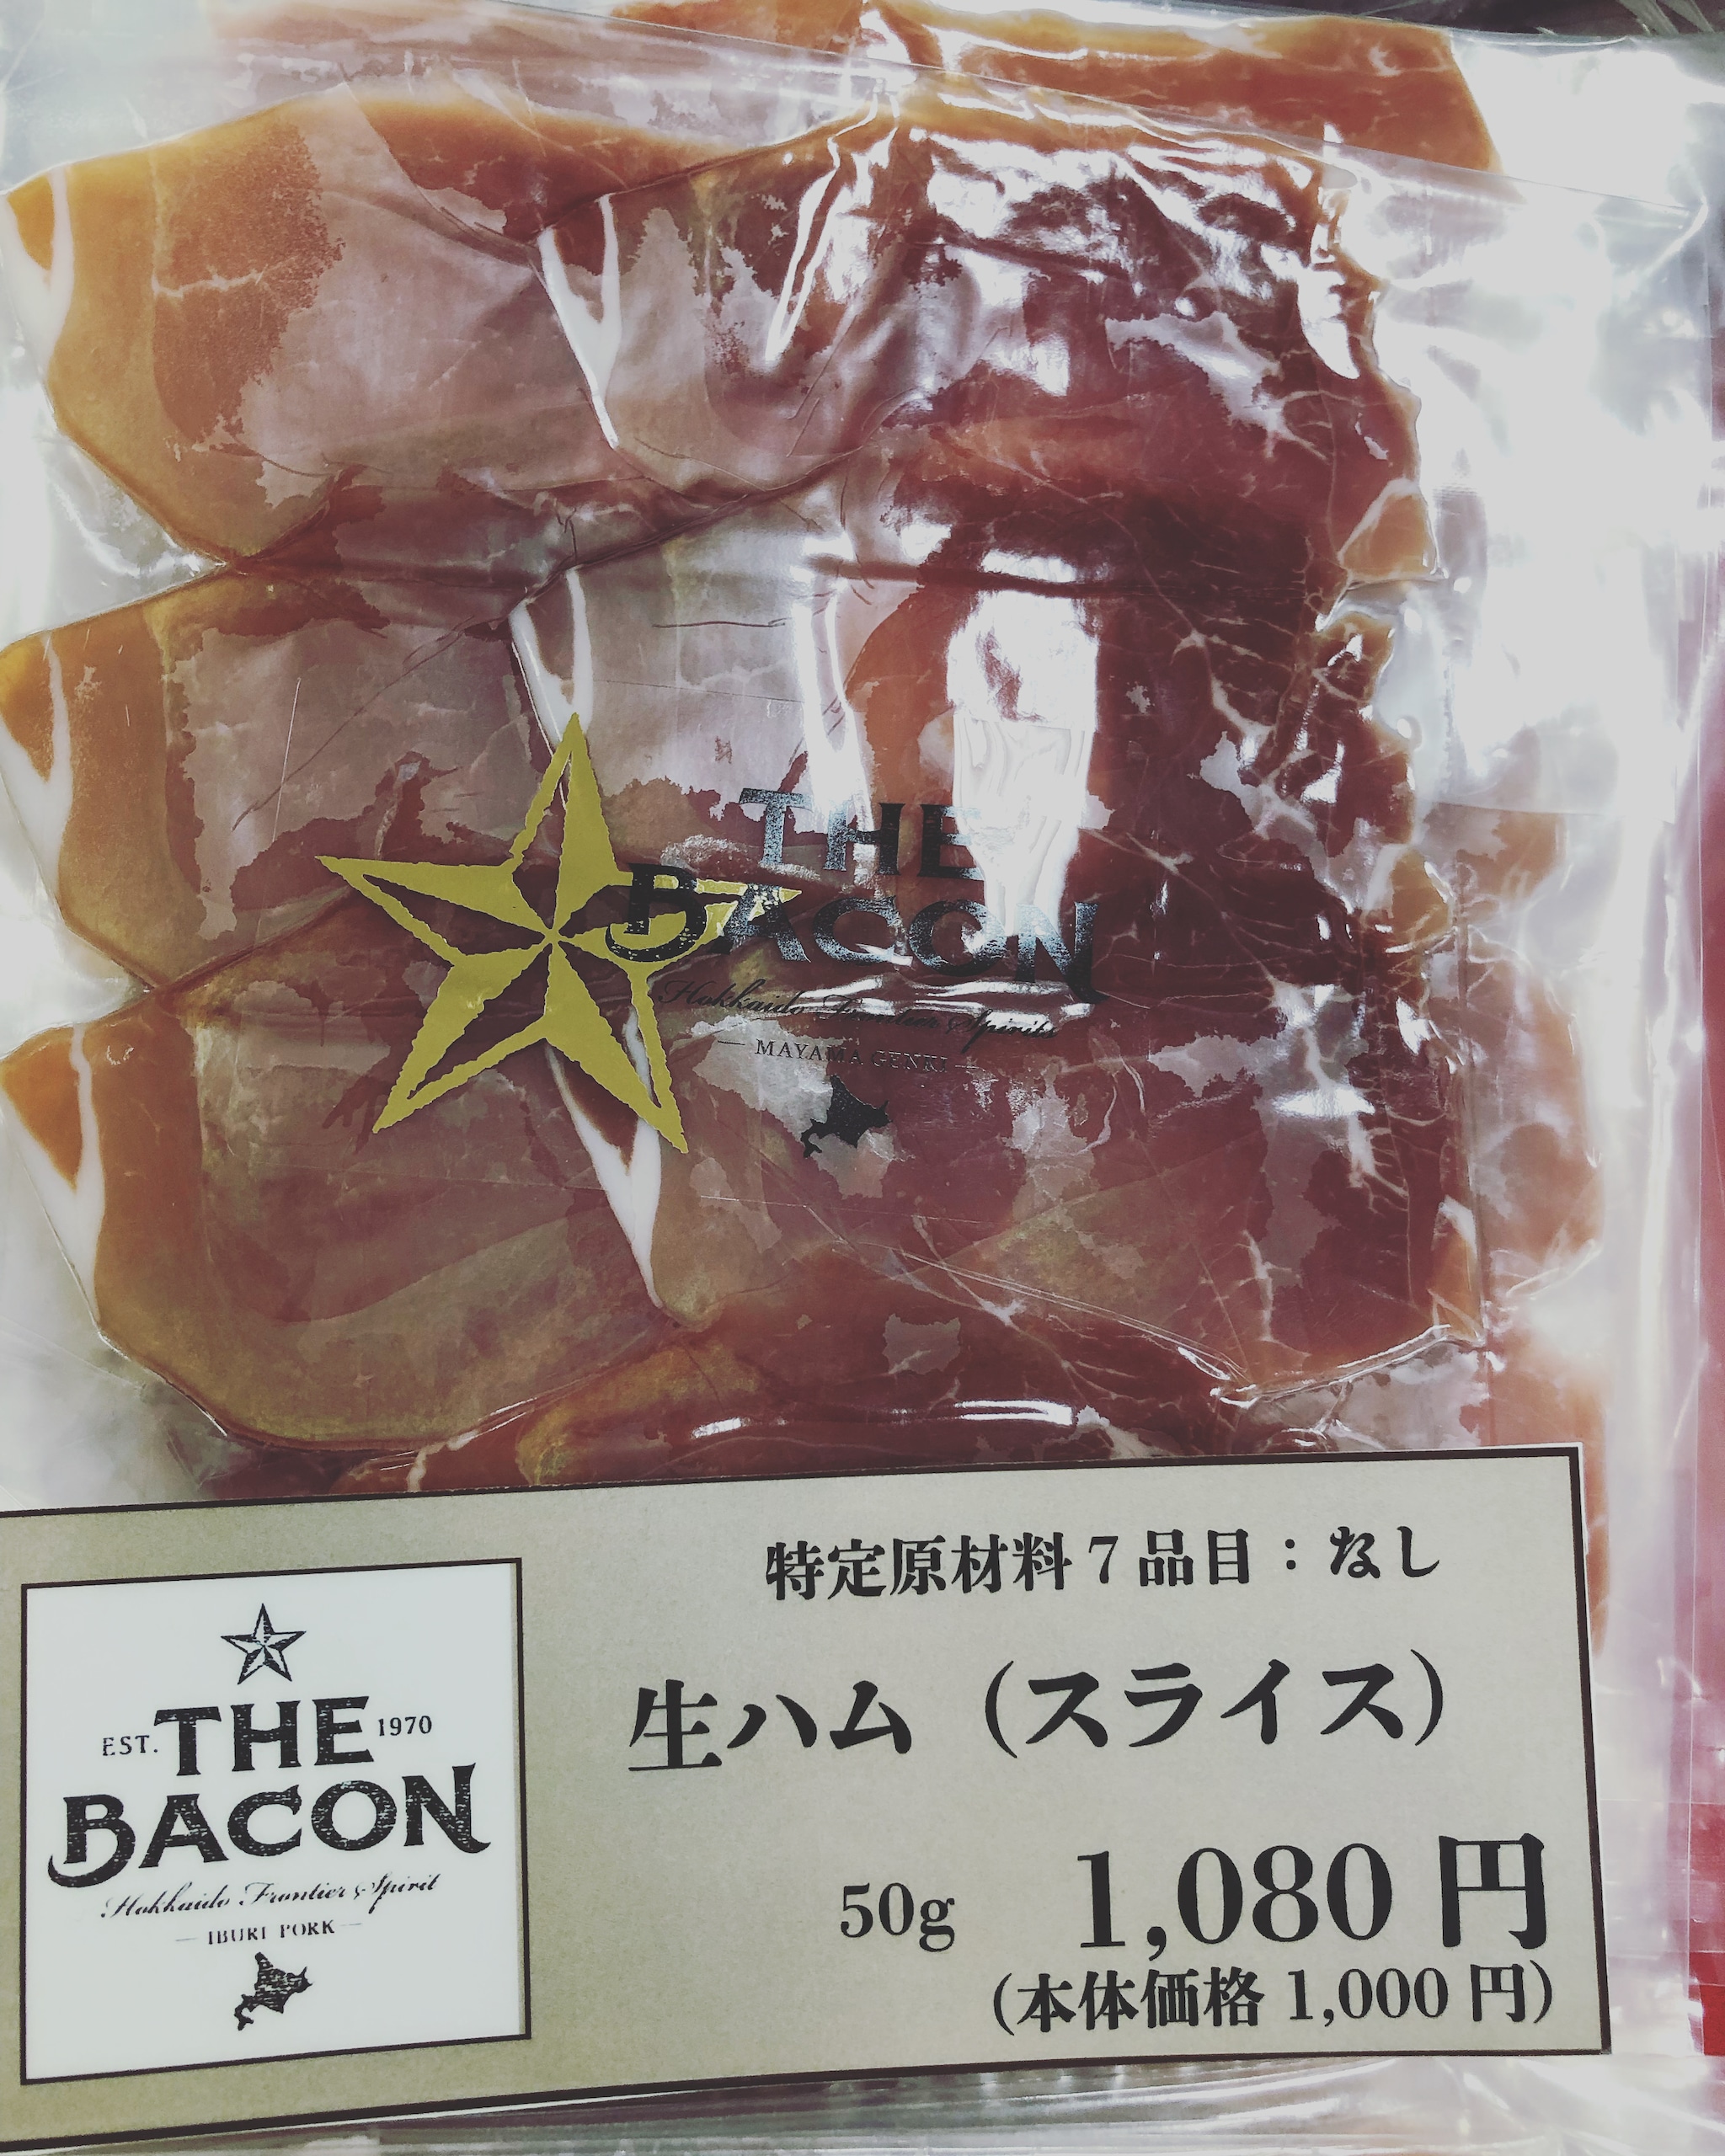 THE
BACON
Hokkaido Frontier Spirits
— MAYAMA GENKI —
特定原材料7品目：なし
生ハム（スライス）
50g 1,080円
(本体価格 1,000円)
EST. THE 1970
BACON
Hokkaido Frontier Spirit
— IBURI PORK —